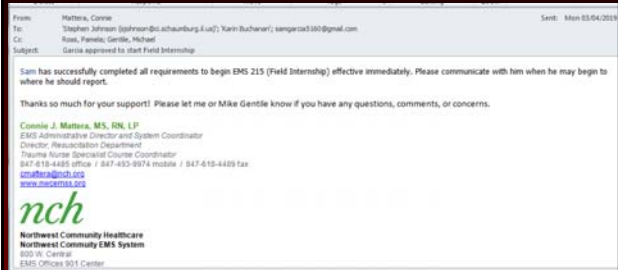 From: Mattera, Connie Sent: Mon 03/04/2019
To: 'Stephen Johnson (sjohnson@ci.schaumburg.il.us)'; 'Karin Buchanan'; samgarcia5160@gmail.com
Cc: Ross, Pamela; Gentile, Michael
Subject: Garcia approved to start Field Internship
Sam has successfully completed all requirements to begin EMS 215 (Field Internship) effective immediately. Please communicate with him when he may begin to
where he should report.
Thanks so much for your support! Please let me or Mike Gentile know if you have any questions, comments, or concerns.
Connie J. Mattera, MS, RN, LP
EMS Administrative Director and System Coordinator
Director, Resuscitation Department
Trauma Nurse Specialist Course Coordinator
847-618-4485 office / 847-493-9974 mobile / 847-618-4489 fax
cmattera@nch.org
www.nwcemss.org
nch
Northwest Community Healthcare
Northwest Commuity EMS System
800 W. Central
EMS Offices 901 Center